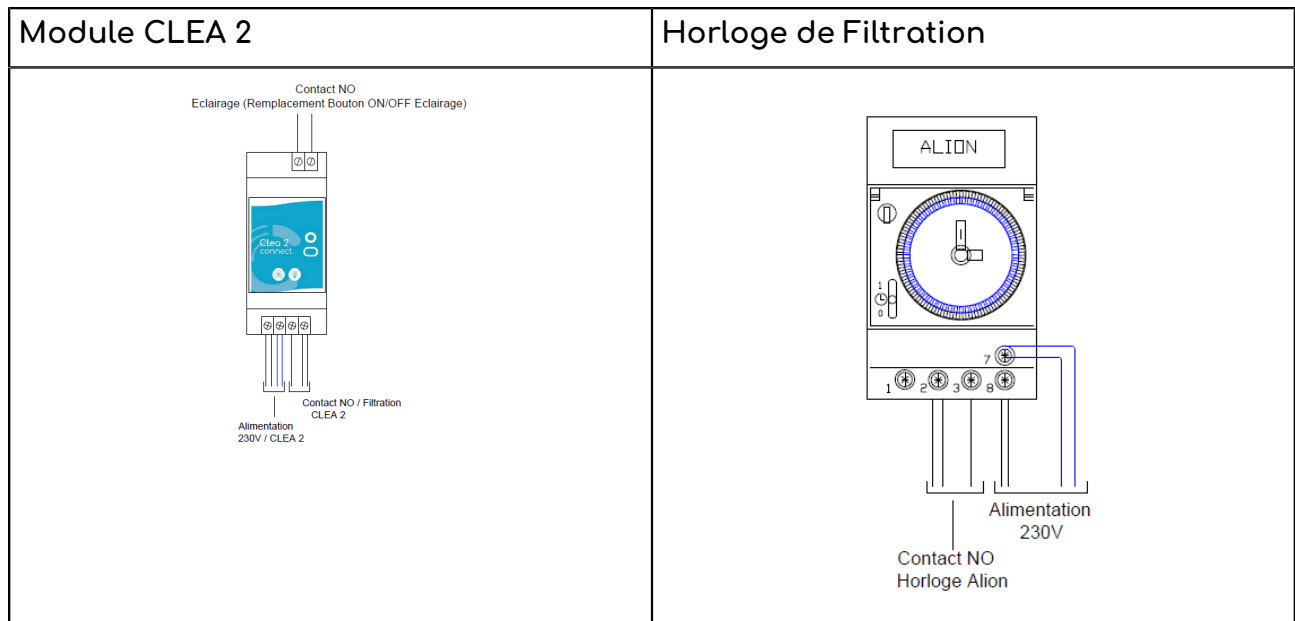 Module CLEA 2
Horloge de Filtration
Contact NO
Eclairage (Remplacement Bouton ON/OFF Eclairage)
Clea 2
connect
Contact NO / Filtration
CLEA 2
Alimentation
230V / CLEA 2
ALION
1
0
7
1 2 3 8
Alimentation
230V
Contact NO
Horloge Alion